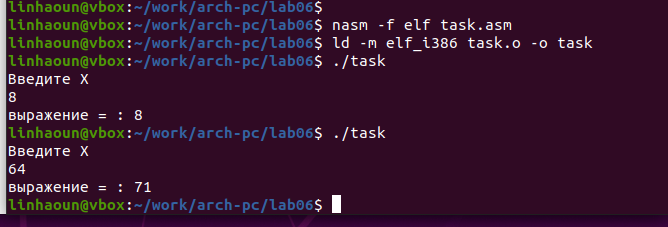 linhaoun@vbox:~/work/arch-pc/lab06$
linhaoun@vbox:~/work/arch-pc/lab06$ nasm -f elf task.asm
linhaoun@vbox:~/work/arch-pc/lab06$ ld -m elf_i386 task.o -o task
linhaoun@vbox:~/work/arch-pc/lab06$ ./task
Введите X
8
выражение = : 8
linhaoun@vbox:~/work/arch-pc/lab06$ ./task
Введите X
64
выражение = : 71
linhaoun@vbox:~/work/arch-pc/lab06$